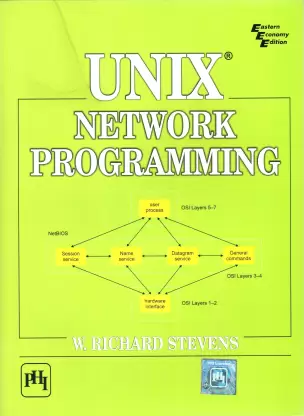 Eastern
Economy
Edition
UNIX®
NETWORK
PROGRAMMING
user
process
OSI Layers 5-7
NetBIOS
Session
service
Name
service
Datagram
service
General
commands
OSI Layers 3-4
hardware
interface
OSI Layers 1-2
W. RICHARD STEVENS
PHI